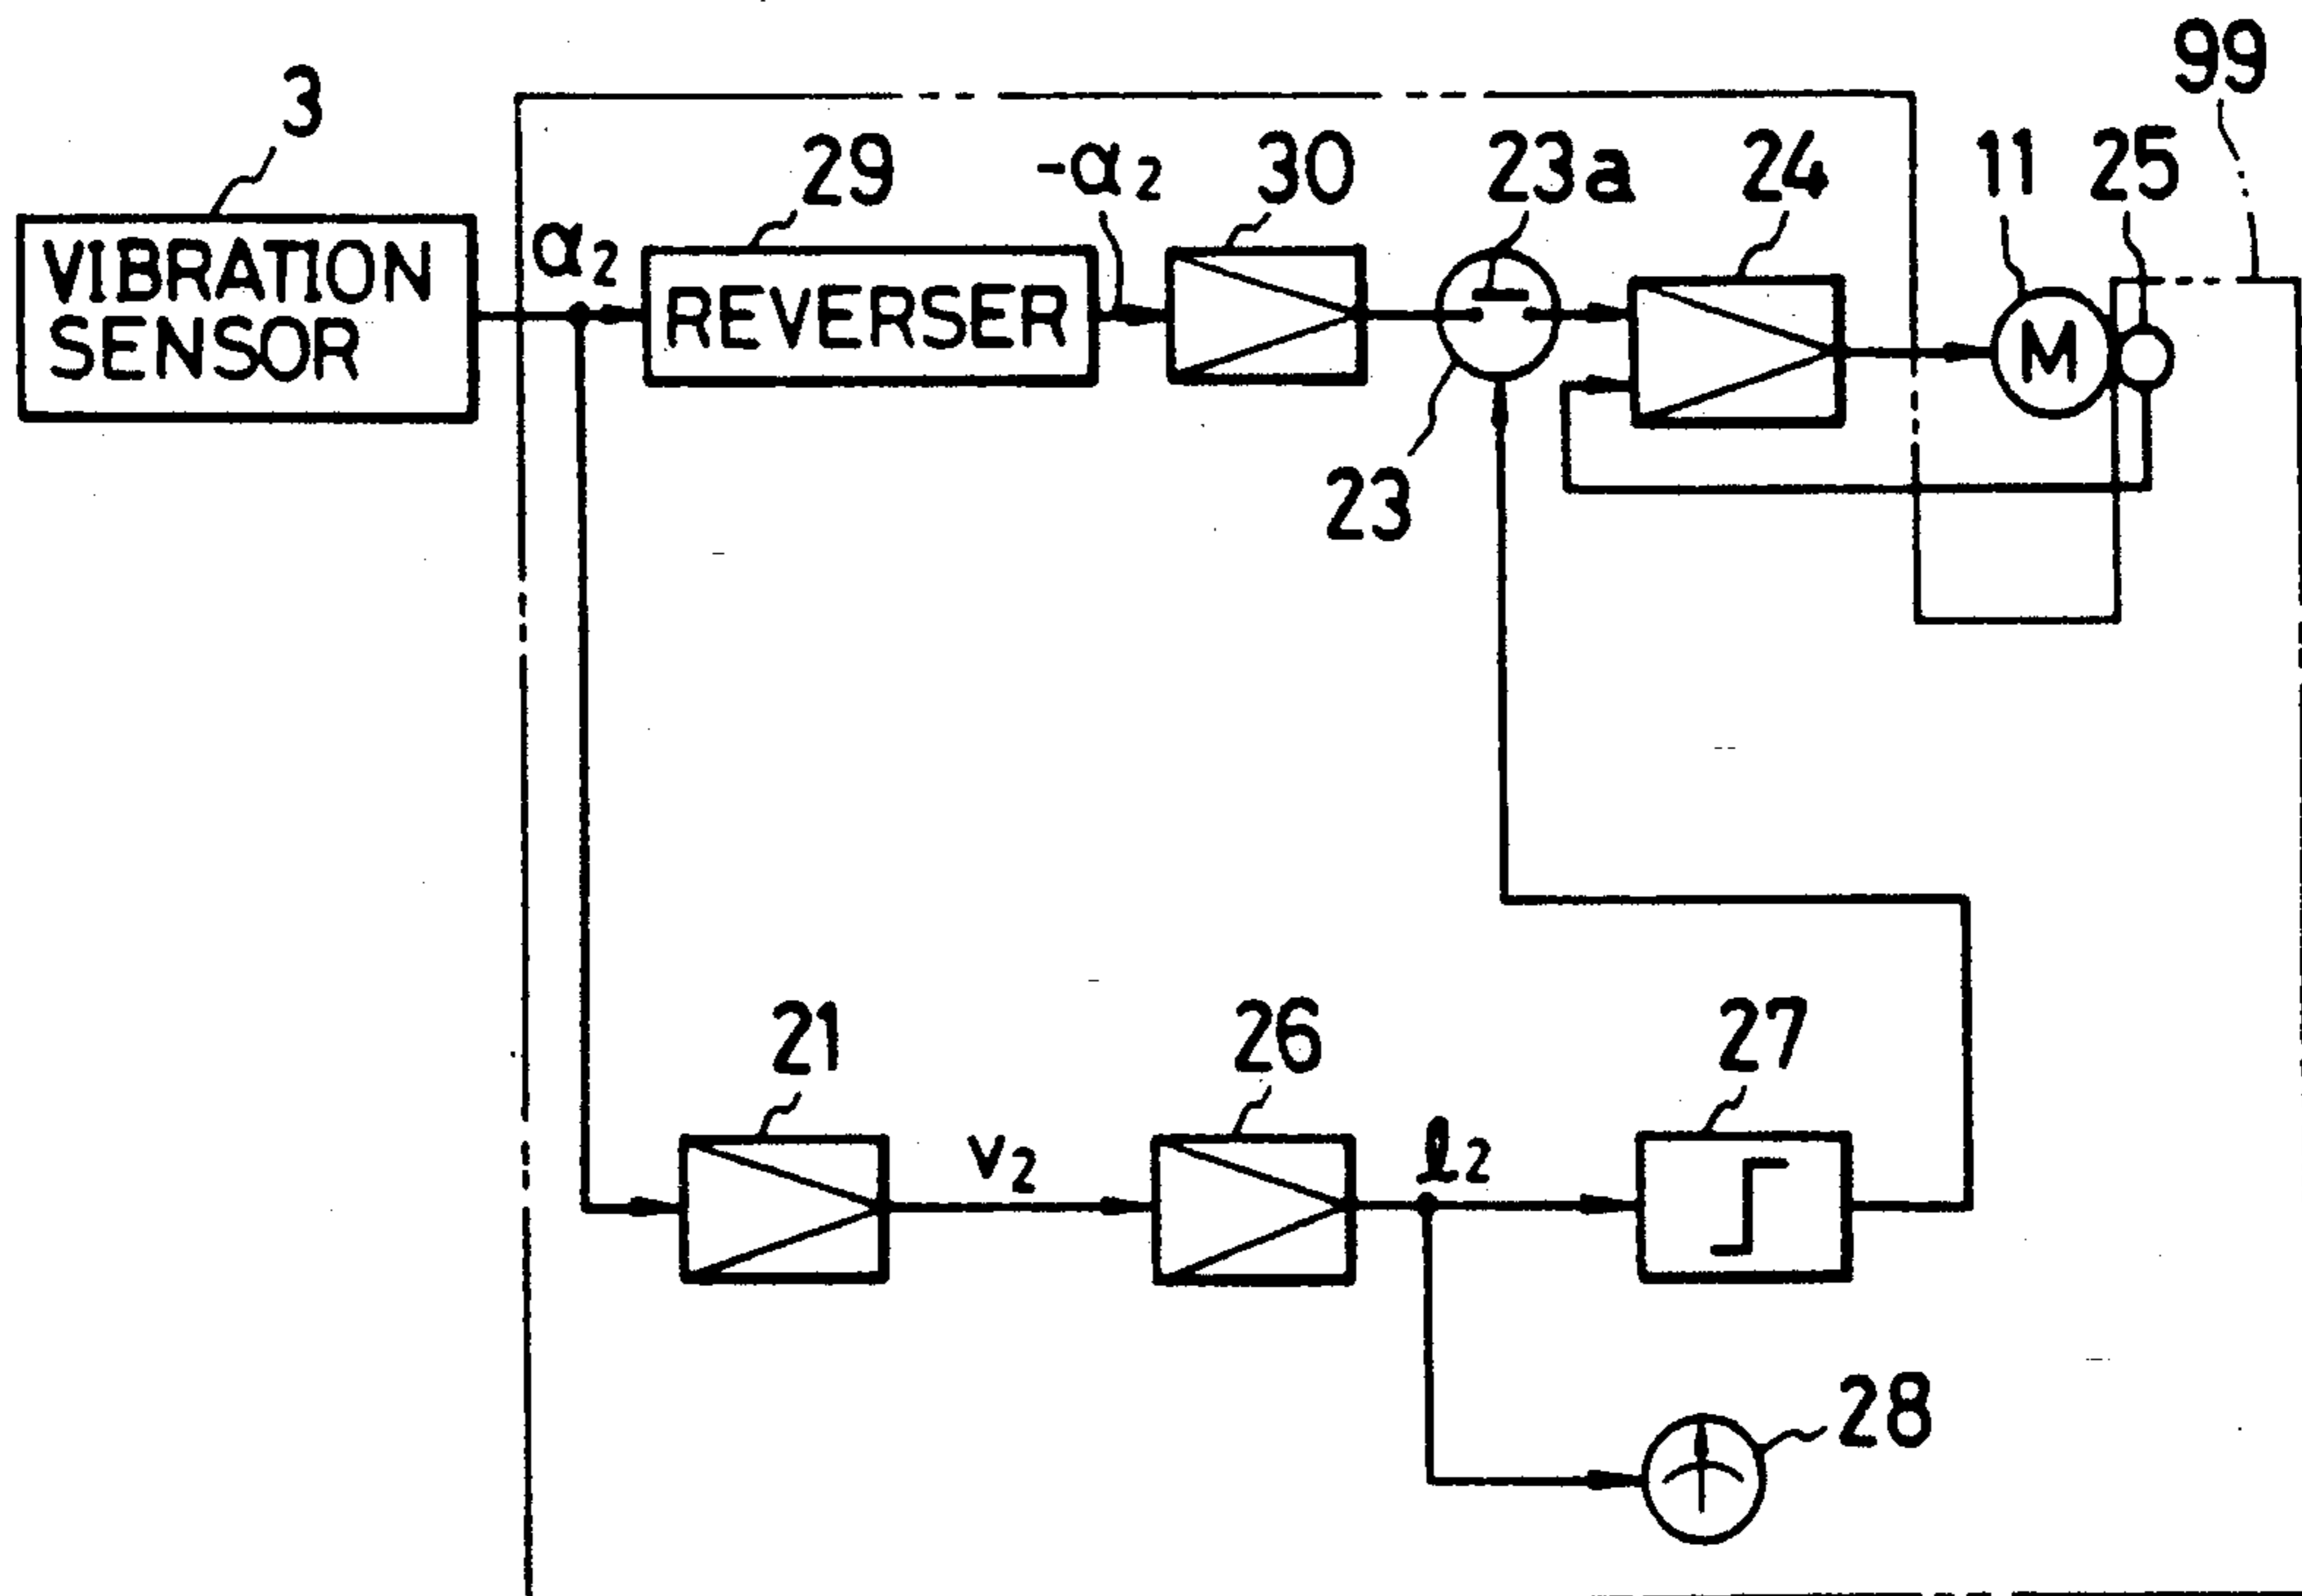 99
3
29
-α2
30
23a
24
11
25
α2
VIBRATION
SENSOR
REVERSER
M
23
21
26
27
v2
ℓ2
28